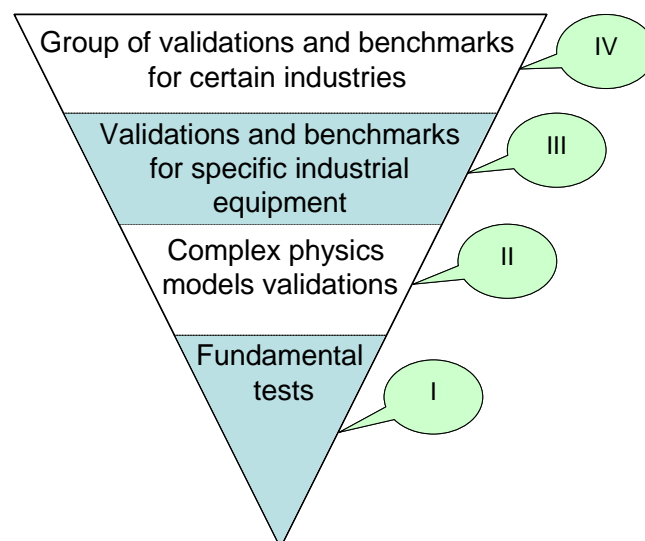 Group of validations and benchmarks
for certain industries
IV
Validations and benchmarks
for specific industrial
equipment
III
Complex physics
models validations
II
Fundamental
tests
I